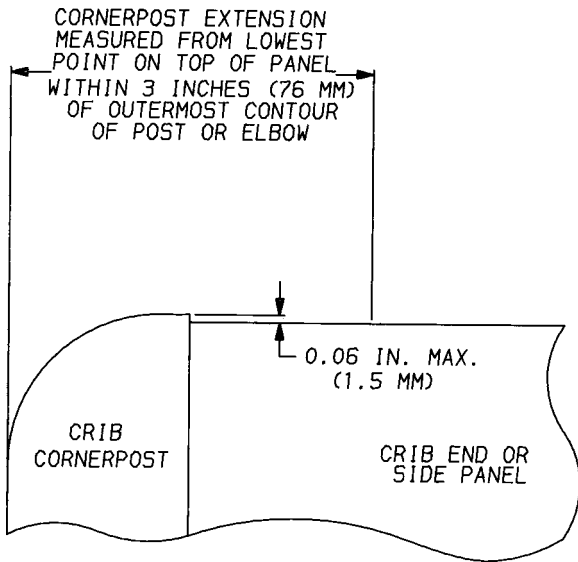 CORNERPOST EXTENSION
MEASURED FROM LOWEST
POINT ON TOP OF PANEL
WITHIN 3 INCHES (76 MM)
OF OUTERMOST CONTOUR
OF POST OR ELBOW
0.06 IN. MAX.
(1.5 MM)
CRIB
CORNERPOST
CRIB END OR
SIDE PANEL